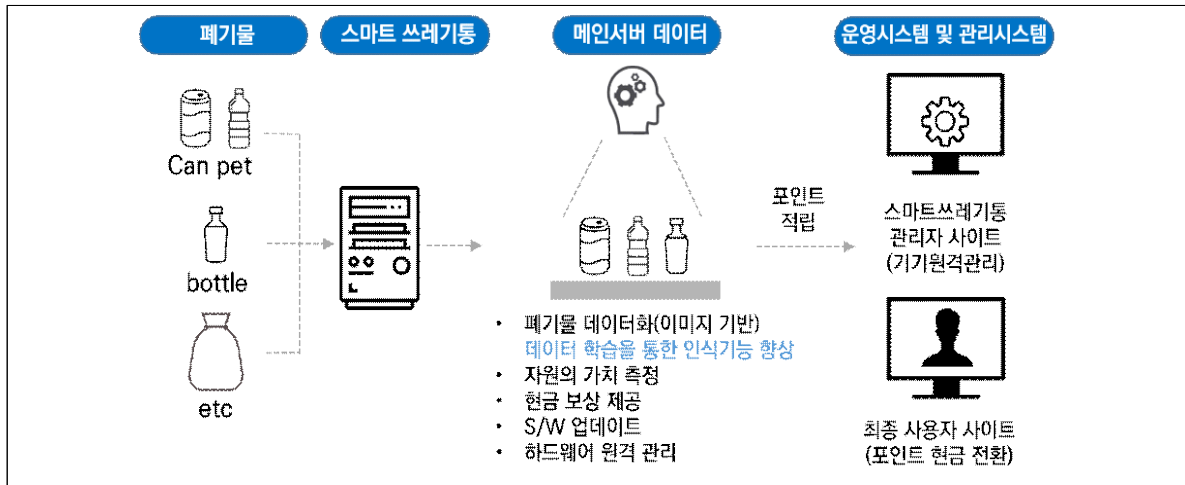 폐기물
스마트 쓰레기통
메인서버 데이터
운영시스템 및 관리시스템
Can pet
bottle
etc
• 폐기물 데이터화(이미지 기반)
데이터 학습을 통한 인식기능 향상
• 자원의 가치 측정
• 현금 보상 제공
• S/W 업데이트
• 하드웨어 원격 관리
포인트
적립
스마트쓰레기통
관리자 사이트
(기기원격관리)
최종 사용자 사이트
(포인트 현금 전환)